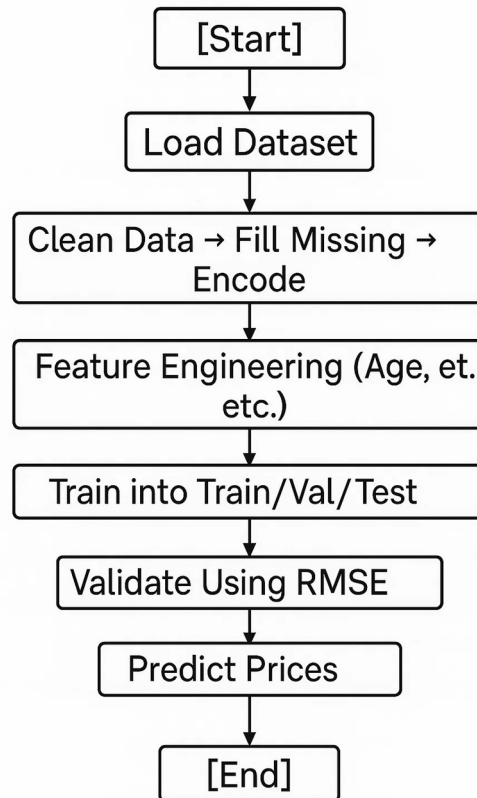 [Start]
Load Dataset
Clean Data → Fill Missing →
Encode
Feature Engineering (Age, et.
etc.)
Train into Train/Val/Test
Validate Using RMSE
Predict Prices
[End]